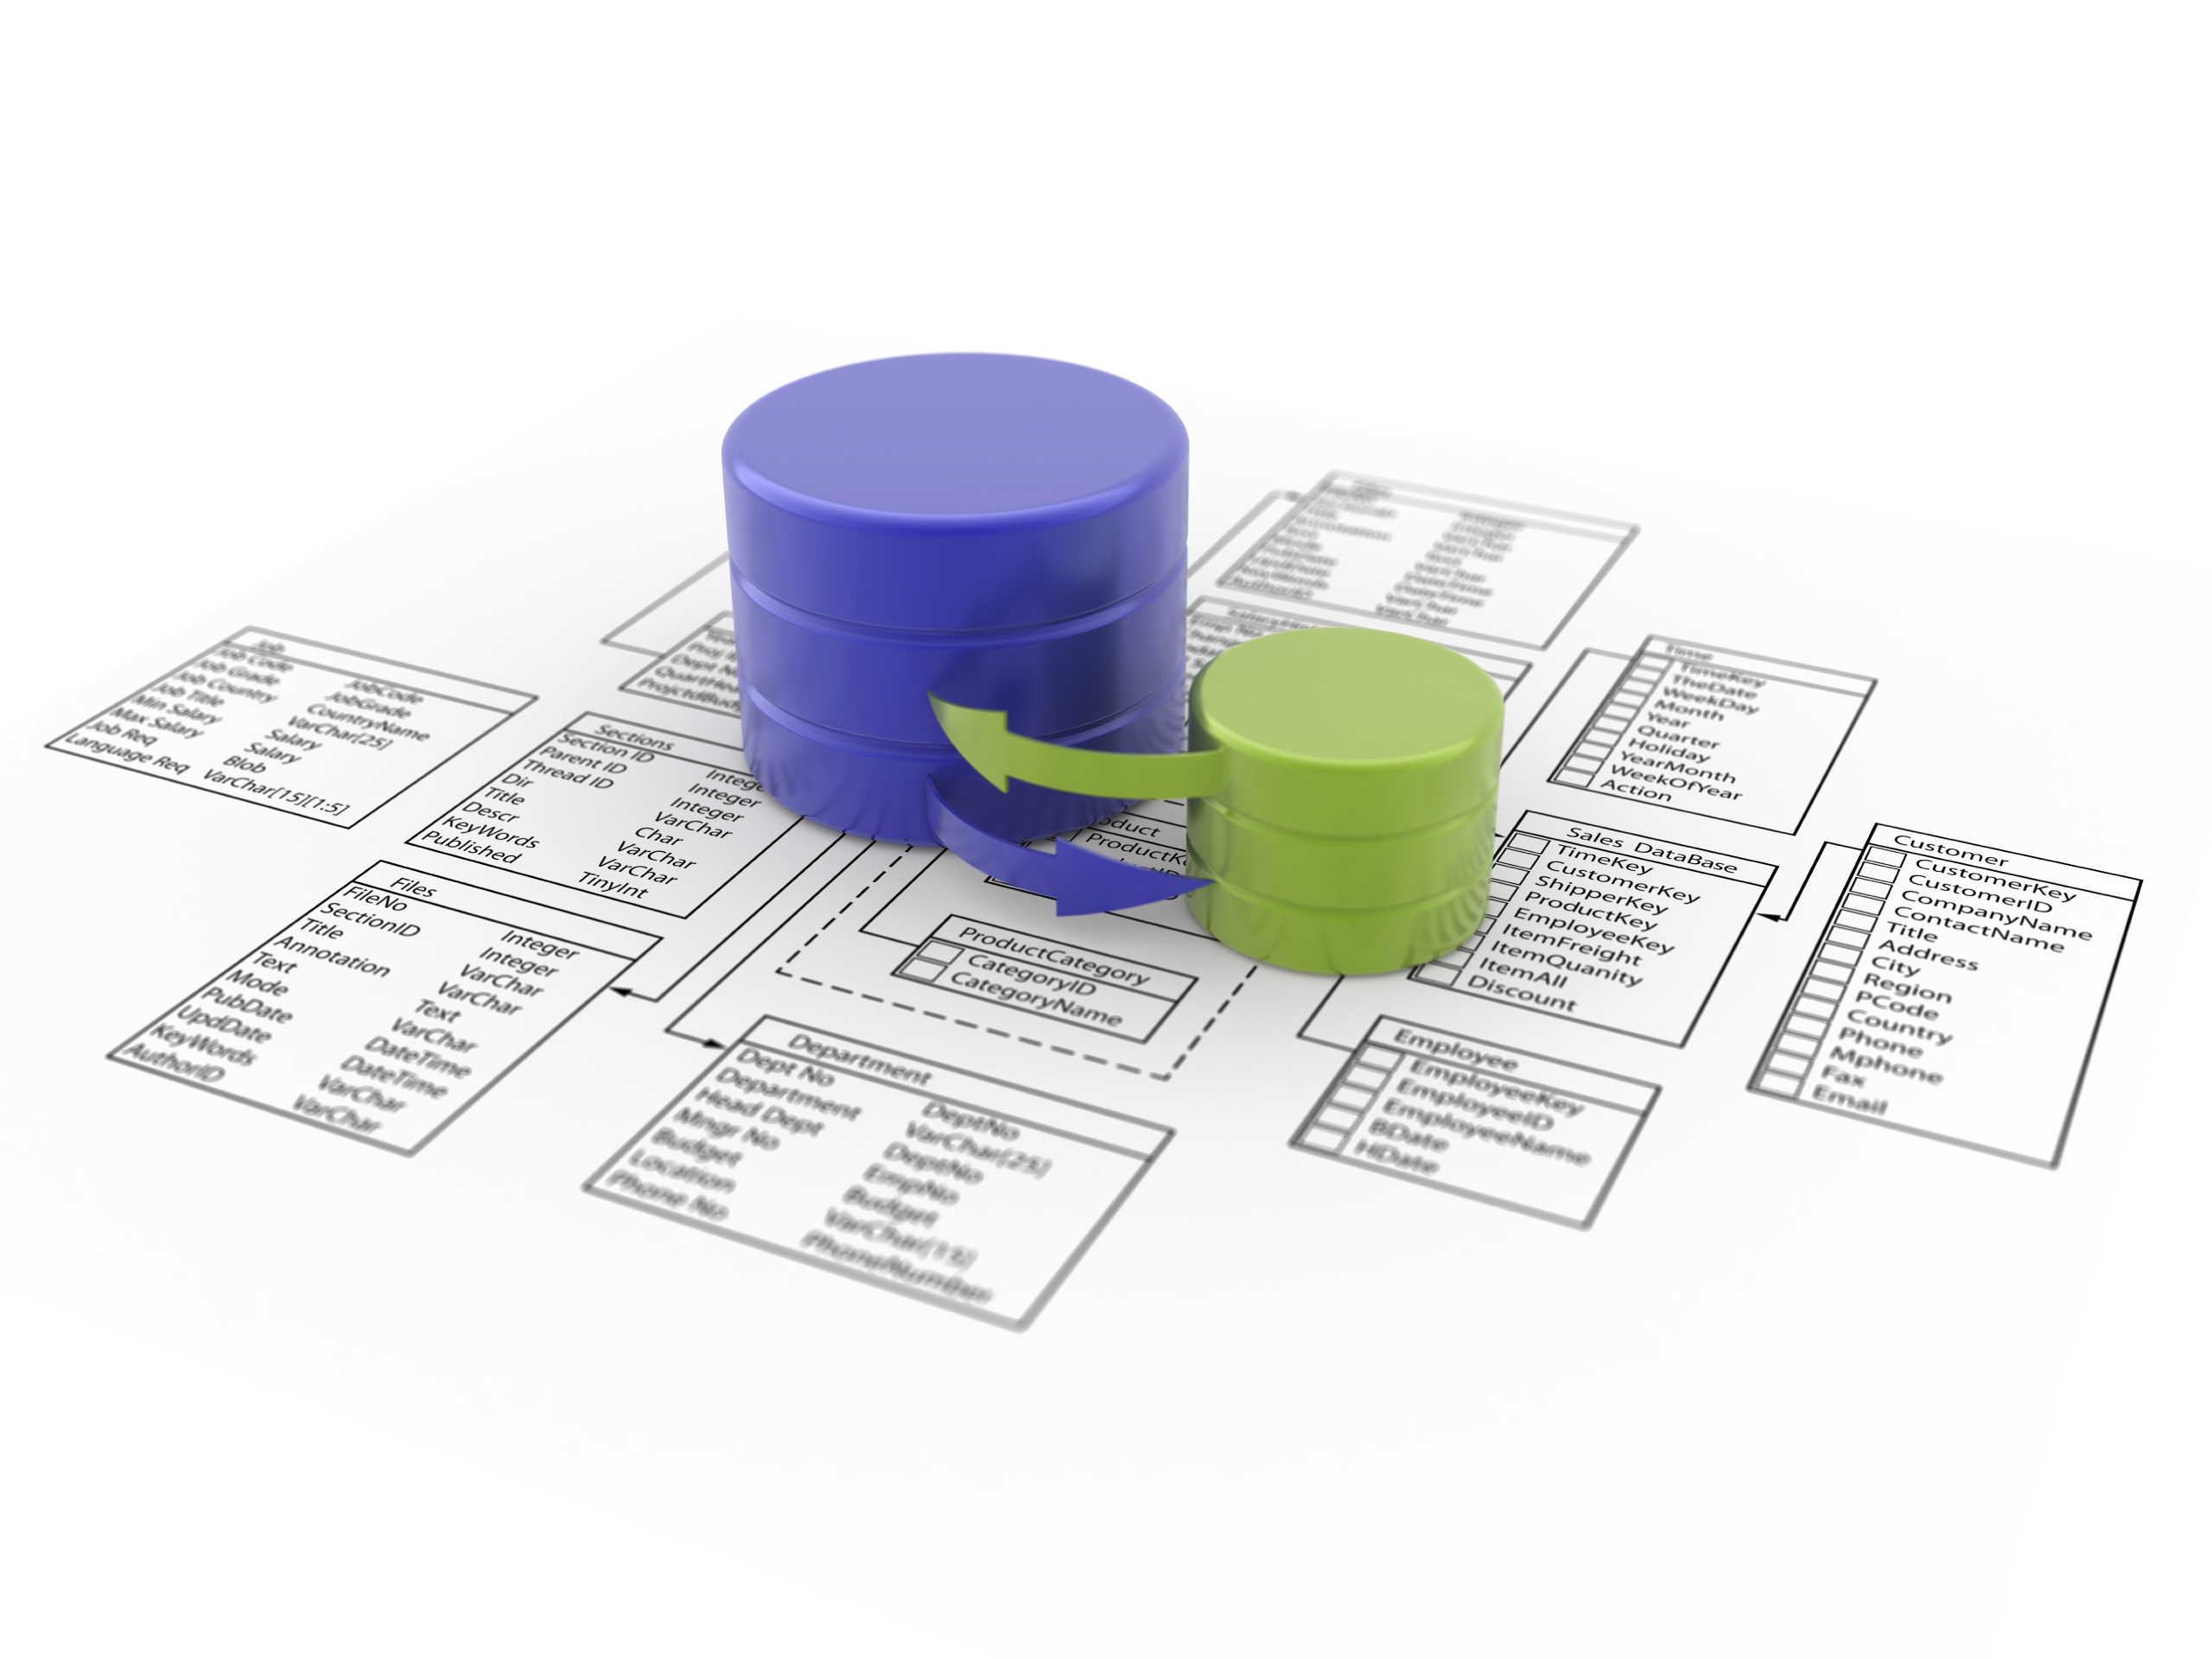 Job
Job Code JobCode
Job Grade JobGrade
Job Country CountryName
Job Title VarChar[25]
Min Salary Salary
Max Salary Salary
Job Req Blob
Language Req VarChar[15][1:5]
Sections
Section ID Integer
Parent ID Integer
Thread ID Integer
Dir VarChar
Title Char
Descr VarChar
KeyWords VarChar
Published TinyInt
Files
FileNo Integer
SectionID Integer
Title VarChar
Annotation VarChar
Text Text
Mode VarChar
PubDate DateTime
UpdDate DateTime
KeyWords VarChar
AuthorID VarChar
Department
Dept No DeptNo
Department VarChar(25)
Head Dept DeptNo
Mngr No EmpNo
Budget Budget
Location VarChar(15)
Phone No PhoneNumber
ProductCategory
CategoryID
CategoryName
Time
TimeKey
TheDate
WeekDay
Month
Year
Quarter
Holiday
YearMonth
WeekOfYear
Action
Sales DataBase
TimeKey
CustomerKey
ShipperKey
ProductKey
EmployeeKey
ItemFreight
ItemQuanity
ItemAll
Discount
Employee
EmployeeKey
EmployeeID
EmployeeName
BDate
HDate
Customer
CustomerKey
CustomerID
CompanyName
ContactName
Title
Address
City
Region
PCode
Country
Phone
Mphone
Fax
Email